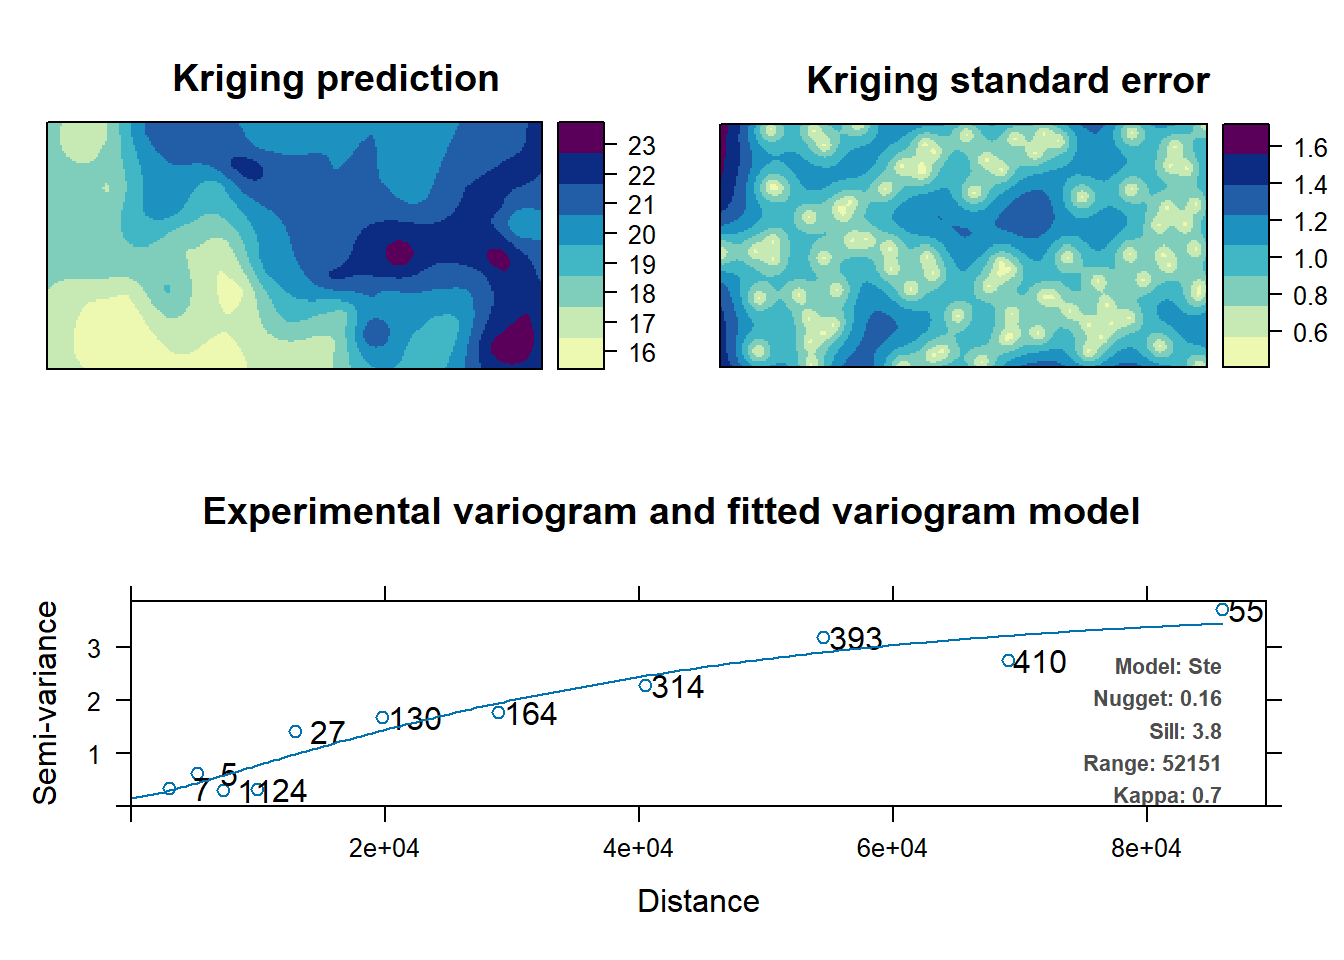 Kriging prediction
23
22
21
20
19
18
17
16
Kriging standard error
1.6
1.4
1.2
1.0
0.8
0.6
Experimental variogram and fitted variogram model
Semi-variance
3
2
1
7
5
11
24
27
130
164
314
393
410
55
Model: Ste
Nugget: 0.16
Sill: 3.8
Range: 52151
Kappa: 0.7
2e+04 4e+04 6e+04 8e+04
Distance